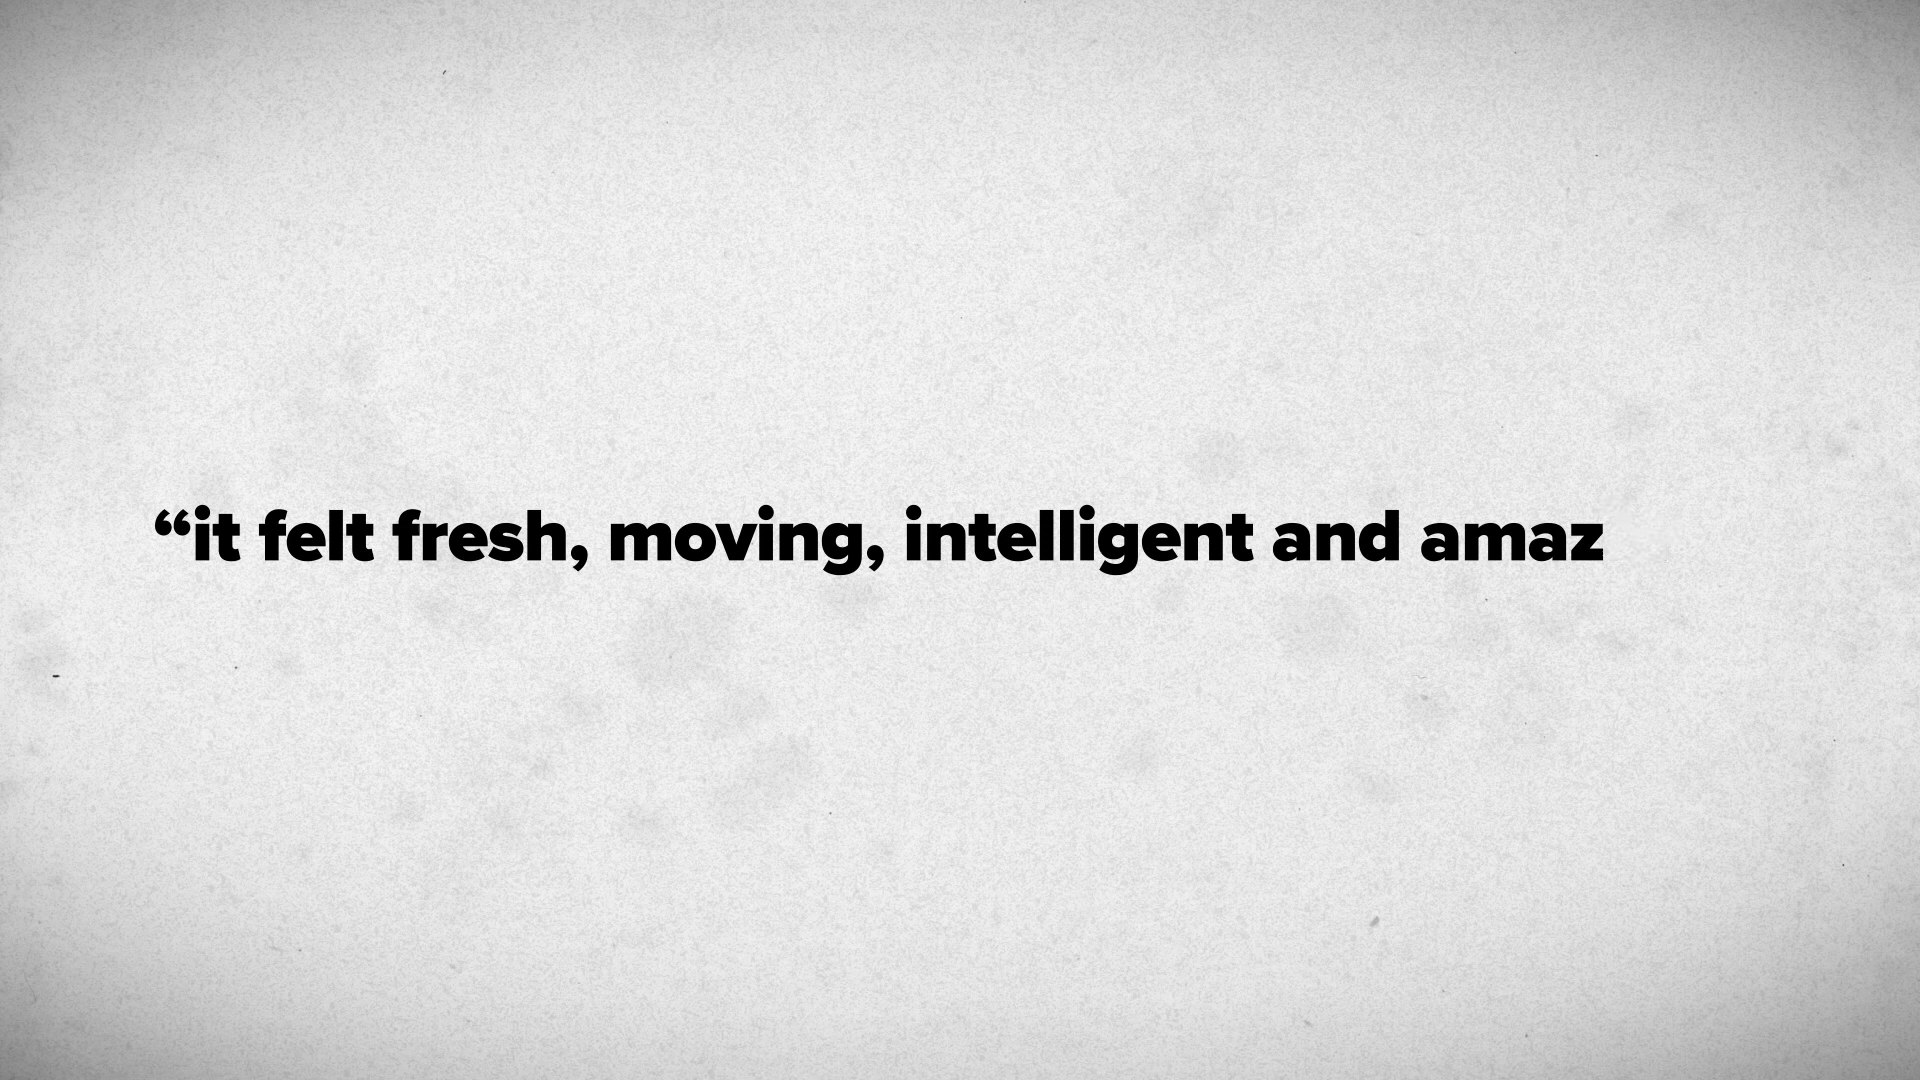 “it felt fresh, moving, intelligent and amaz